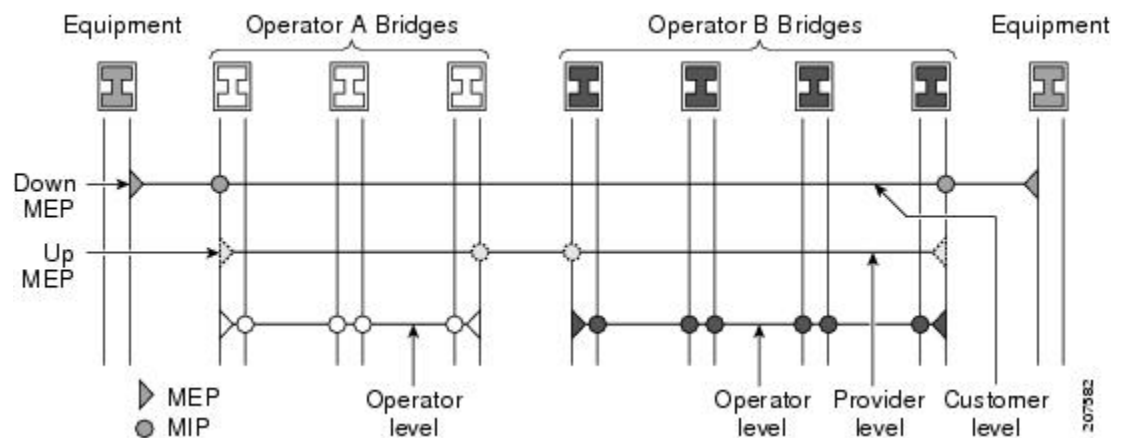 Equipment
Operator A Bridges
Operator B Bridges
Equipment
Down
MEP
Up
MEP
MEP
MIP
Operator
level
Operator
level
Provider
level
Customer
level
207582